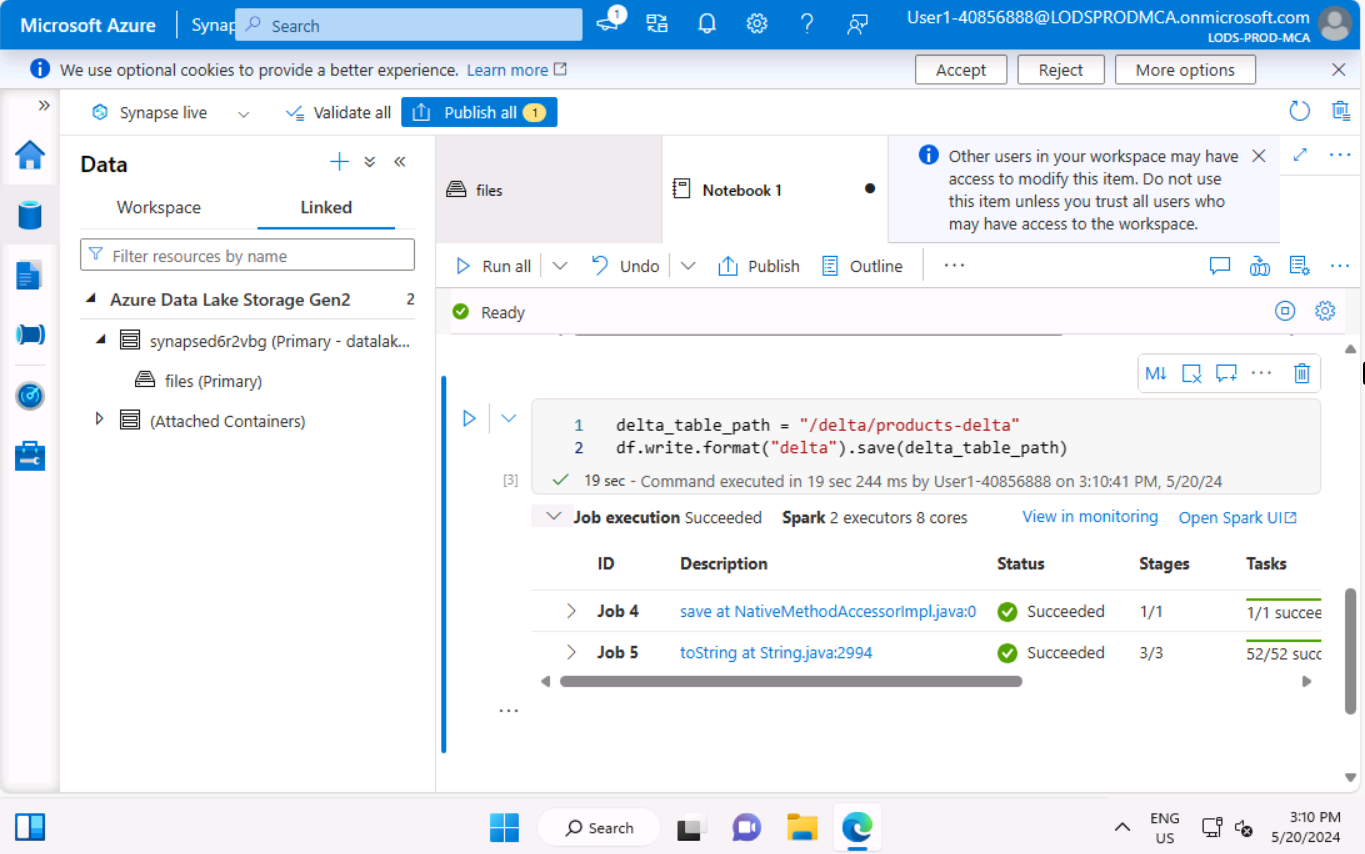 Microsoft Azure
Synap
Search
1
User1-40856888@LODSPRODMCA.onmicrosoft.com
LODS-PROD-MCA
We use optional cookies to provide a better experience. Learn more
Accept
Reject
More options
Synapse live
Validate all
Publish all 1
Data
Workspace
Linked
Filter resources by name
Azure Data Lake Storage Gen2 2
synapsed6r2vbg (Primary - datalak...
files (Primary)
(Attached Containers)
files
Notebook 1
Other users in your workspace may have
access to modify this item. Do not use
this item unless you trust all users who
may have access to the workspace.
Run all
Undo
Publish
Outline
Ready
M↓
1 delta_table_path = "/delta/products-delta"
2 df.write.format("delta").save(delta_table_path)
[3]
19 sec - Command executed in 19 sec 244 ms by User1-40856888 on 3:10:41 PM, 5/20/24
Job execution Succeeded Spark 2 executors 8 cores View in monitoring Open Spark UI
ID Description Status Stages Tasks
Job 4 save at NativeMethodAccessorImpl.java:0 Succeeded 1/1 1/1 succee
Job 5 toString at String.java:2994 Succeeded 3/3 52/52 succ
Search
ENG
US
3:10 PM
5/20/2024